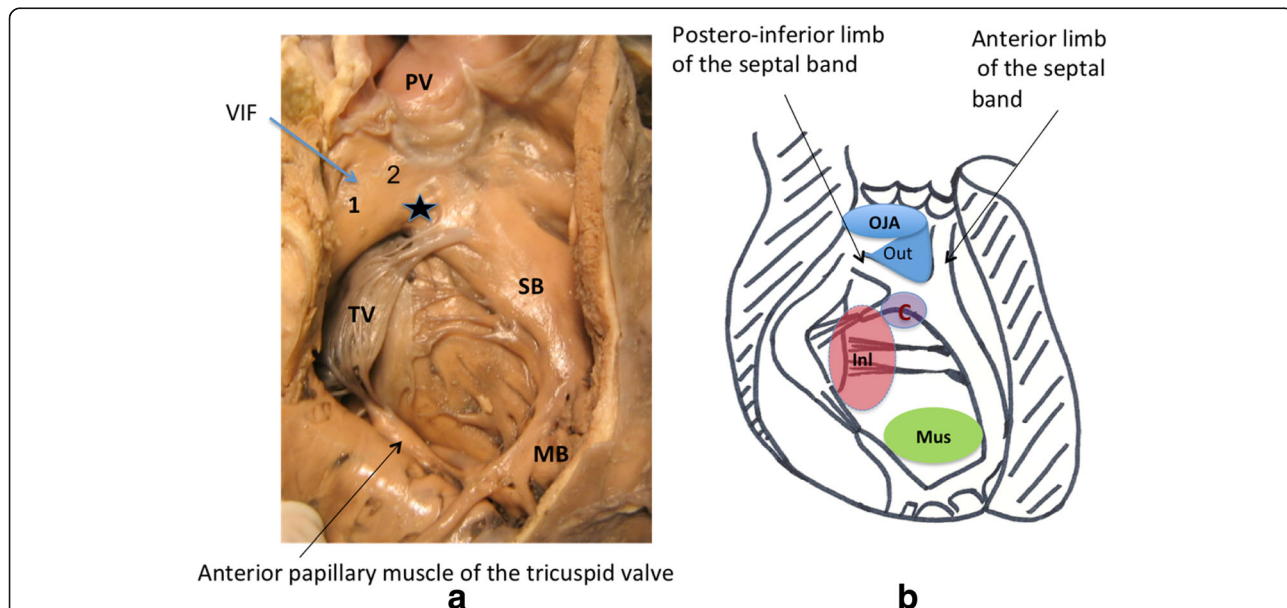 Postero-inferior limb
of the septal band
Anterior limb
of the septal
band
PV
VIF
2
1
SB
TV
MB
Anterior papillary muscle of the tricuspid valve
a
OJA
Out
C
Inl
Mus
b